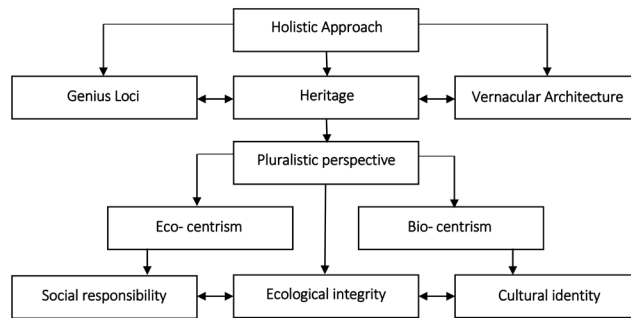 Holistic Approach
Genius Loci
Heritage
Vernacular Architecture
Pluralistic perspective
Eco- centrism
Bio- centrism
Social responsibility
Ecological integrity
Cultural identity